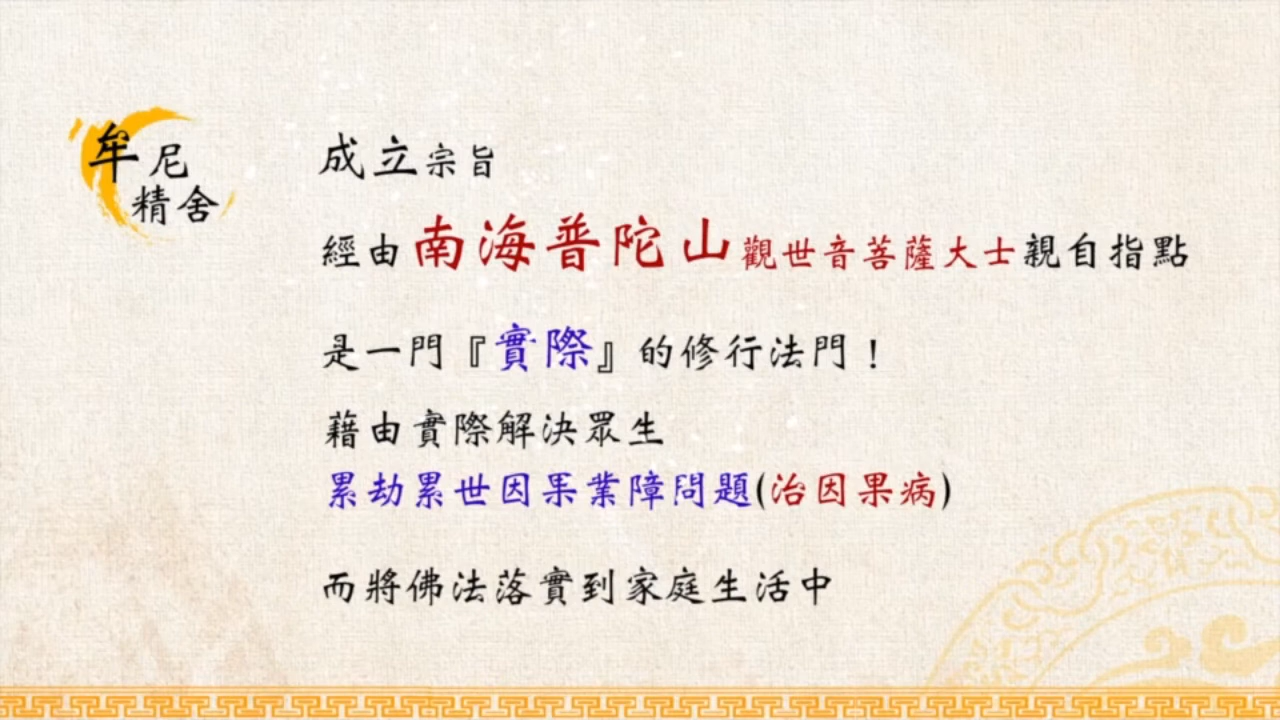 牟尼
精舍
成立宗旨
經由南海普陀山觀世音菩薩大士親自指點
是一門『實際』的修行法門！
藉由實際解決眾生
累劫累世因果業障問題(治因果病)
而將佛法落實到家庭生活中